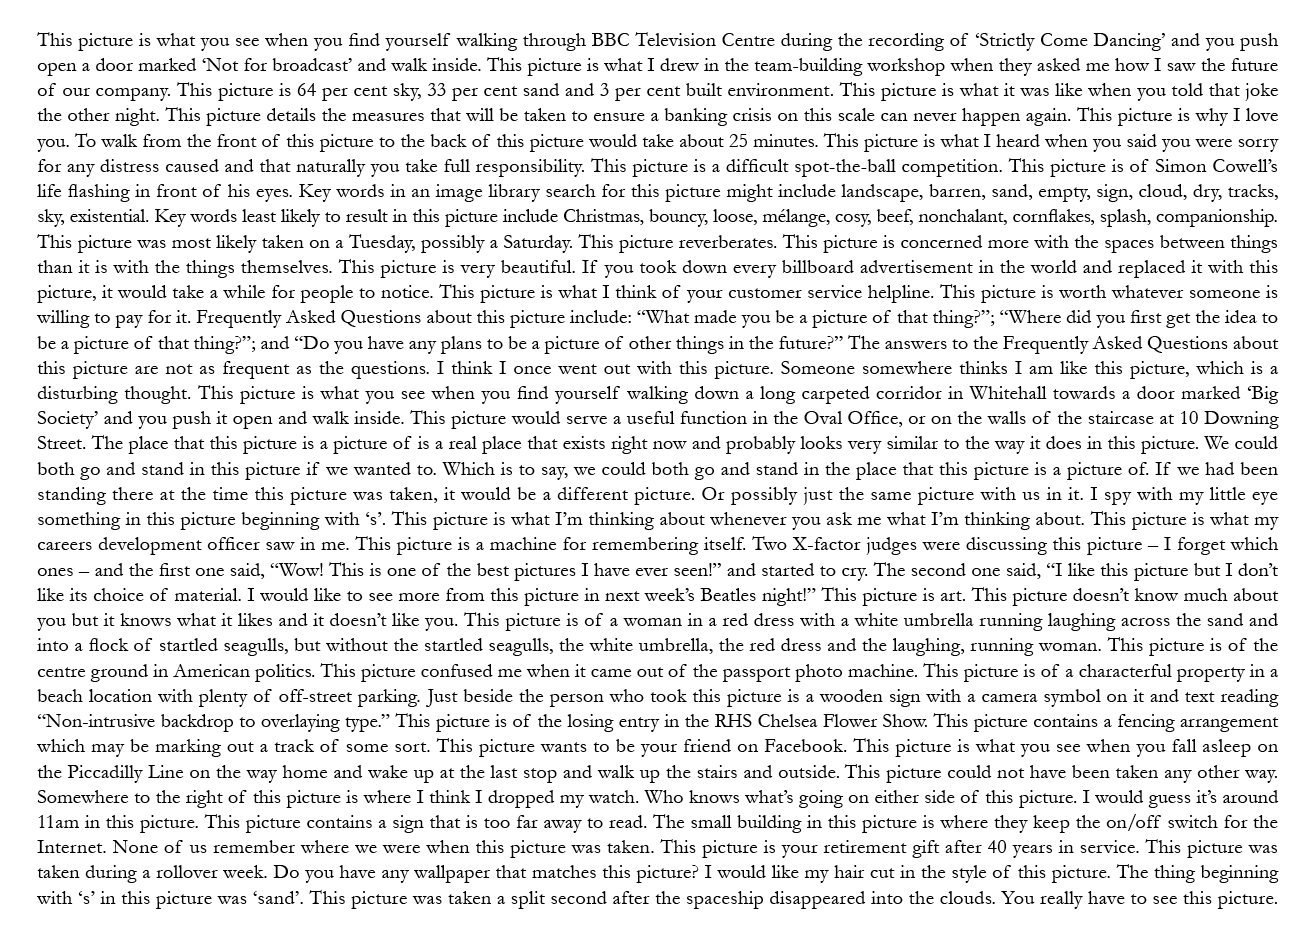 This picture is what you see when you find yourself walking through BBC Television Centre during the recording of ‘Strictly Come Dancing’ and you push
open a door marked ‘Not for broadcast’ and walk inside. This picture is what I drew in the team-building workshop when they asked me how I saw the future
of our company. This picture is 64 per cent sky, 33 per cent sand and 3 per cent built environment. This picture is what it was like when you told that joke
the other night. This picture details the measures that will be taken to ensure a banking crisis on this scale can never happen again. This picture is why I love
you. To walk from the front of this picture to the back of this picture would take about 25 minutes. This picture is what I heard when you said you were sorry
for any distress caused and that naturally you take full responsibility. This picture is a difficult spot-the-ball competition. This picture is of Simon Cowell’s
life flashing in front of his eyes. Key words in an image library search for this picture might include landscape, barren, sand, empty, sign, cloud, dry, tracks,
sky, existential. Key words least likely to result in this picture include Christmas, bouncy, loose, mélange, cosy, beef, nonchalant, cornflakes, splash, companionship.
This picture was most likely taken on a Tuesday, possibly a Saturday. This picture reverberates. This picture is concerned more with the spaces between things
than it is with the things themselves. This picture is very beautiful. If you took down every billboard advertisement in the world and replaced it with this
picture, it would take a while for people to notice. This picture is what I think of your customer service helpline. This picture is worth whatever someone is
willing to pay for it. Frequently Asked Questions about this picture include: “What made you be a picture of that thing?”; “Where did you first get the idea to
be a picture of that thing?”; and “Do you have any plans to be a picture of other things in the future?” The answers to the Frequently Asked Questions about
this picture are not as frequent as the questions. I think I once went out with this picture. Someone somewhere thinks I am like this picture, which is a
disturbing thought. This picture is what you see when you find yourself walking down a long carpeted corridor in Whitehall towards a door marked ‘Big
Society’ and you push it open and walk inside. This picture would serve a useful function in the Oval Office, or on the walls of the staircase at 10 Downing
Street. The place that this picture is a picture of is a real place that exists right now and probably looks very similar to the way it does in this picture. We could
both go and stand in this picture if we wanted to. Which is to say, we could both go and stand in the place that this picture is a picture of. If we had been
standing there at the time this picture was taken, it would be a different picture. Or possibly just the same picture with us in it. I spy with my little eye
something in this picture beginning with ‘s’. This picture is what I’m thinking about whenever you ask me what I’m thinking about. This picture is what my
careers development officer saw in me. This picture is a machine for remembering itself. Two X-factor judges were discussing this picture – I forget which
ones – and the first one said, “Wow! This is one of the best pictures I have ever seen!” and started to cry. The second one said, “I like this picture but I don’t
like its choice of material. I would like to see more from this picture in next week’s Beatles night!” This picture is art. This picture doesn’t know much about
you but it knows what it likes and it doesn’t like you. This picture is of a woman in a red dress with a white umbrella running laughing across the sand and
into a flock of startled seagulls, but without the startled seagulls, the white umbrella, the red dress and the laughing, running woman. This picture is of the
centre ground in American politics. This picture confused me when it came out of the passport photo machine. This picture is of a characterful property in a
beach location with plenty of off-street parking. Just beside the person who took this picture is a wooden sign with a camera symbol on it and text reading
“Non-intrusive backdrop to overlaying type.” This picture is of the losing entry in the RHS Chelsea Flower Show. This picture contains a fencing arrangement
which may be marking out a track of some sort. This picture wants to be your friend on Facebook. This picture is what you see when you fall asleep on
the Piccadilly Line on the way home and wake up at the last stop and walk up the stairs and outside. This picture could not have been taken any other way.
Somewhere to the right of this picture is where I think I dropped my watch. Who knows what’s going on either side of this picture. I would guess it’s around
11am in this picture. This picture contains a sign that is too far away to read. The small building in this picture is where they keep the on/off switch for the
Internet. None of us remember where we were when this picture was taken. This picture is your retirement gift after 40 years in service. This picture was
taken during a rollover week. Do you have any wallpaper that matches this picture? I would like my hair cut in the style of this picture. The thing beginning
with ‘s’ in this picture was ‘sand’. This picture was taken a split second after the spaceship disappeared into the clouds. You really have to see this picture.